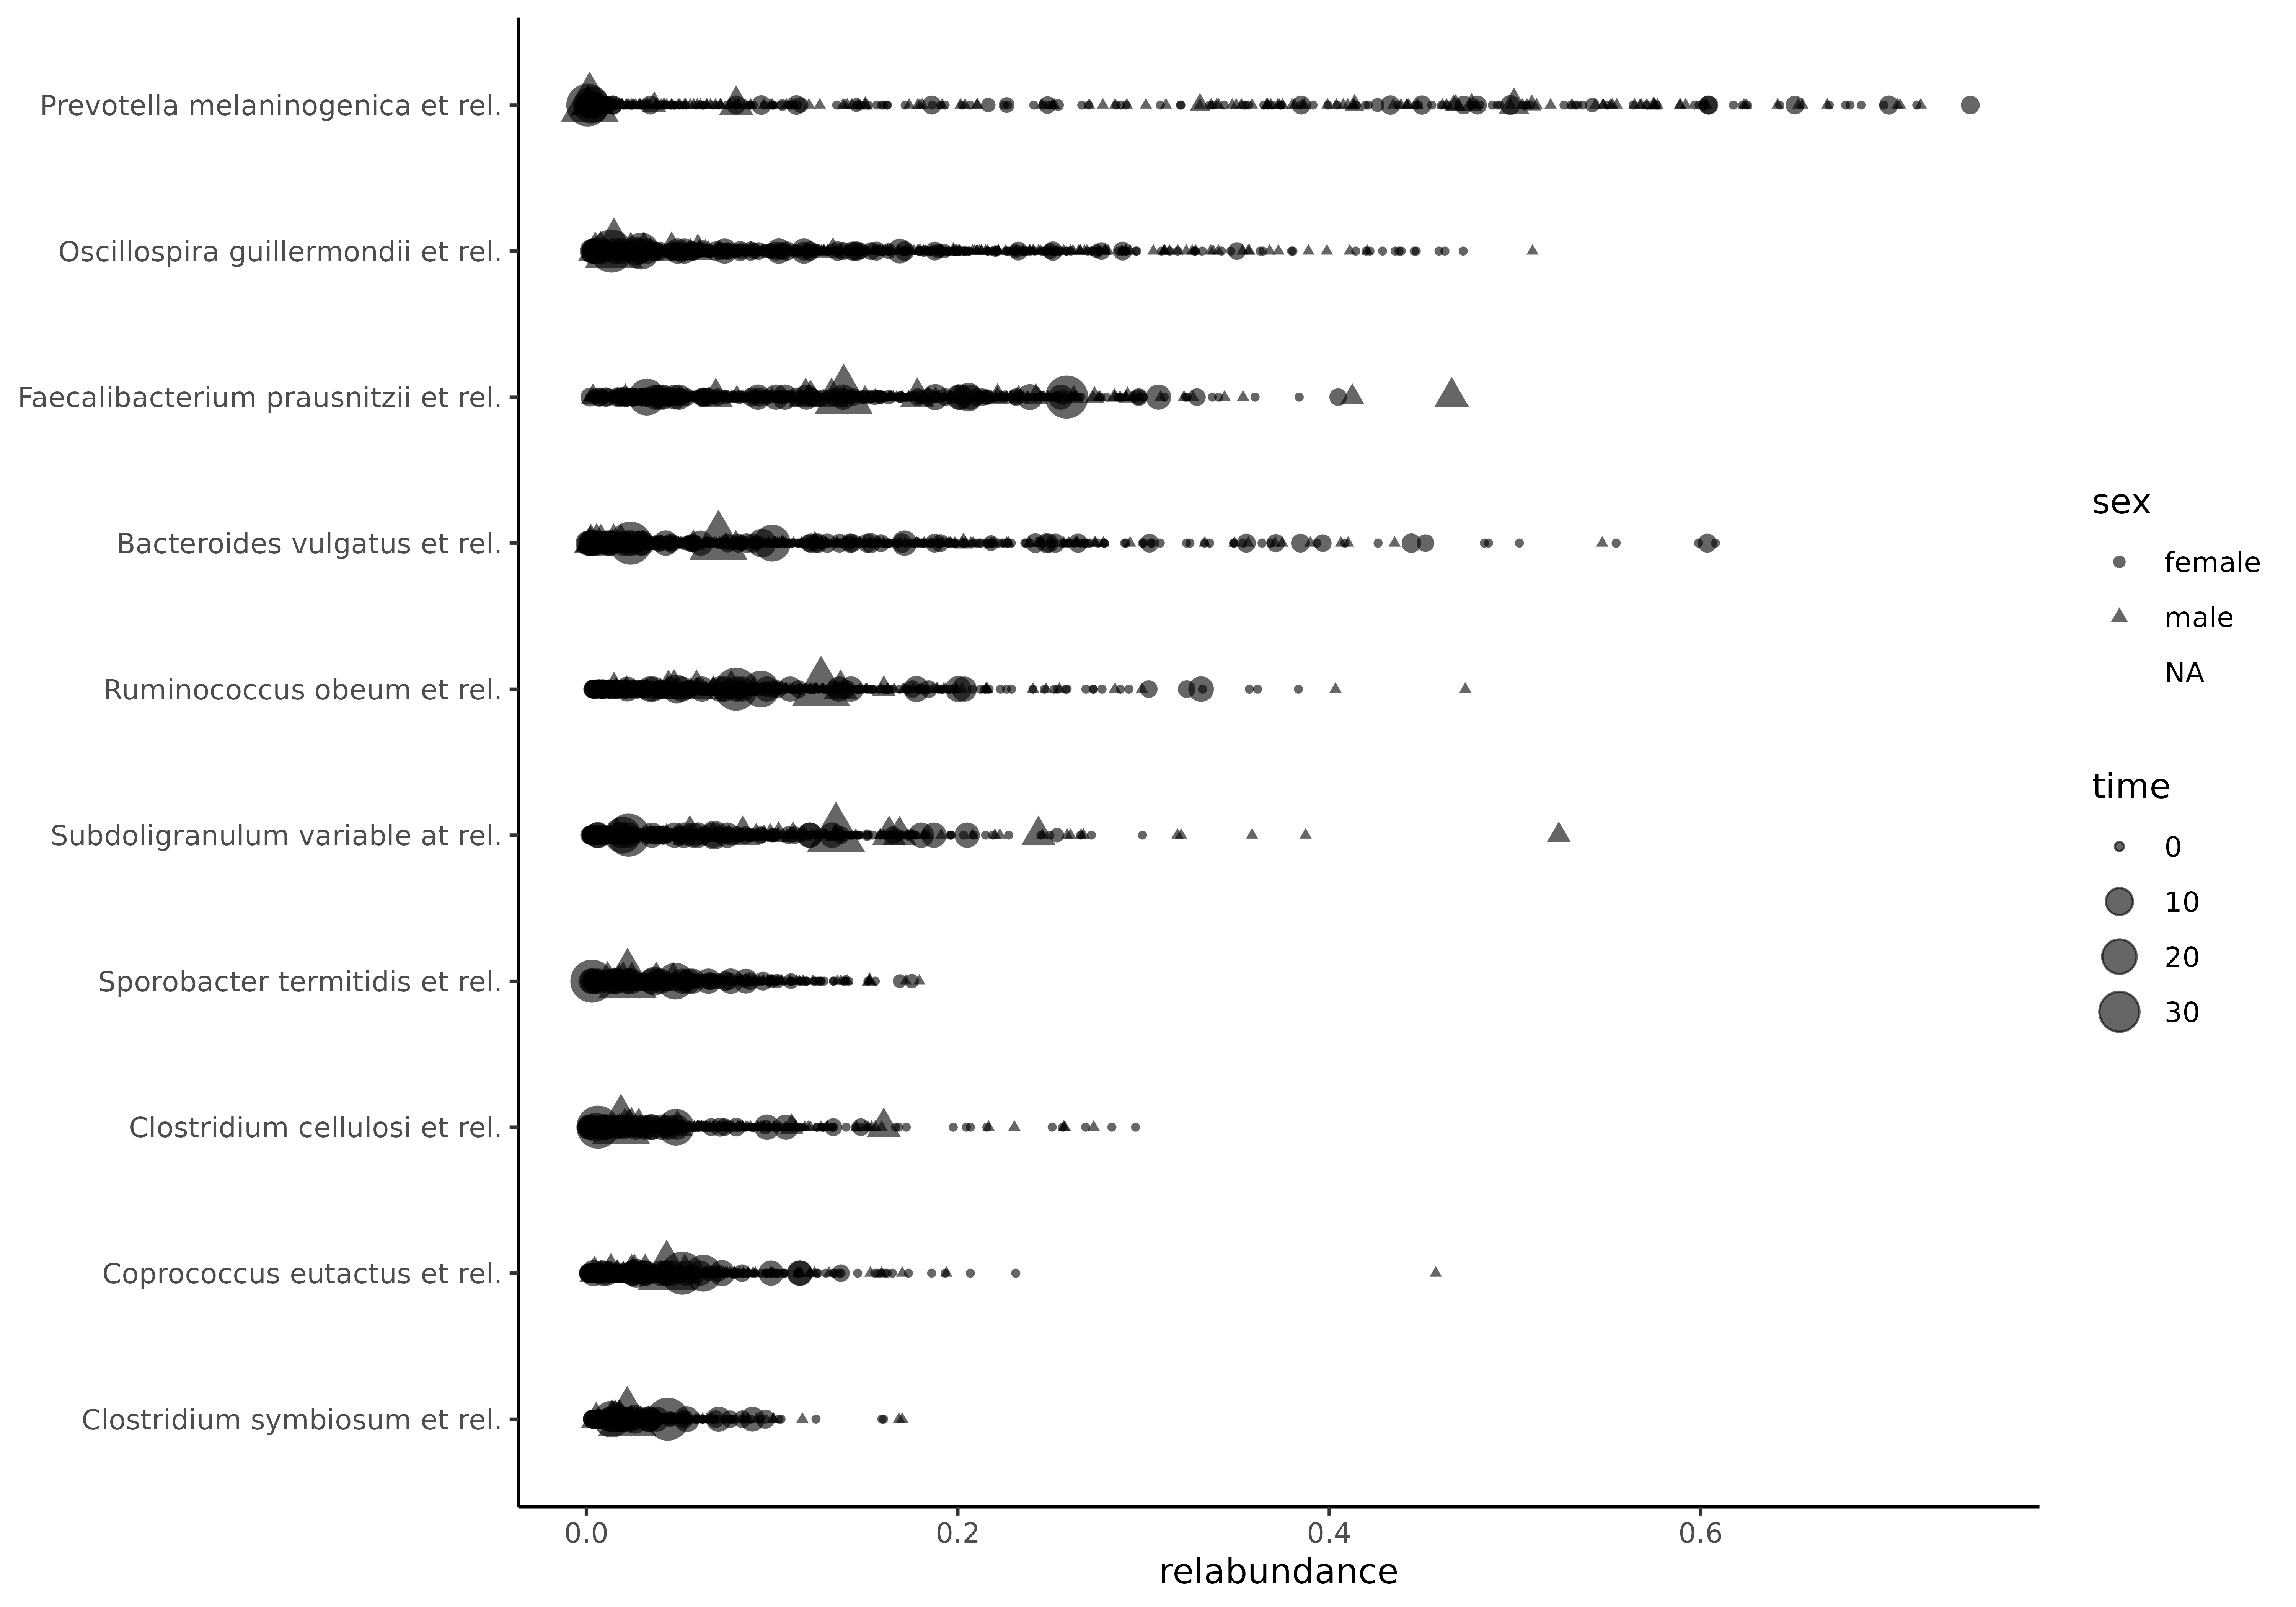 Prevotella melaninogenica et rel.
Oscillospira guillermondii et rel.
Faecalibacterium prausnitzii et rel.
Bacteroides vulgatus et rel.
Ruminococcus obeum et rel.
Subdoligranulum variable at rel.
Sporobacter termitidis et rel.
Clostridium cellulosi et rel.
Coprococcus eutactus et rel.
Clostridium symbiosum et rel.
0.0 0.2 0.4 0.6
relabundance
sex
female
male
NA
time
0
10
20
30